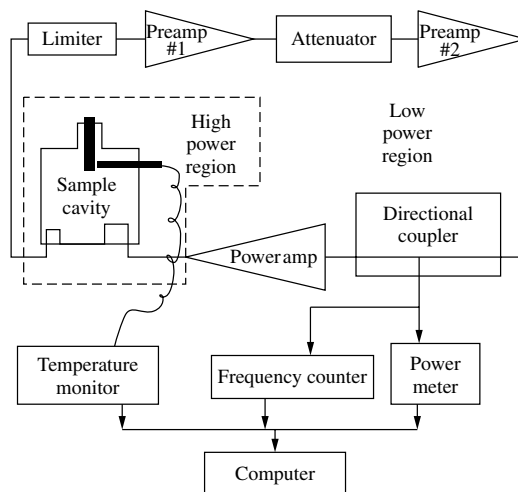 Limiter
Preamp
#1
Attenuator
Preamp
#2
High
power
region
Low
power
region
Sample
cavity
Directional
coupler
Power amp
Temperature
monitor
Frequency counter
Power
meter
Computer